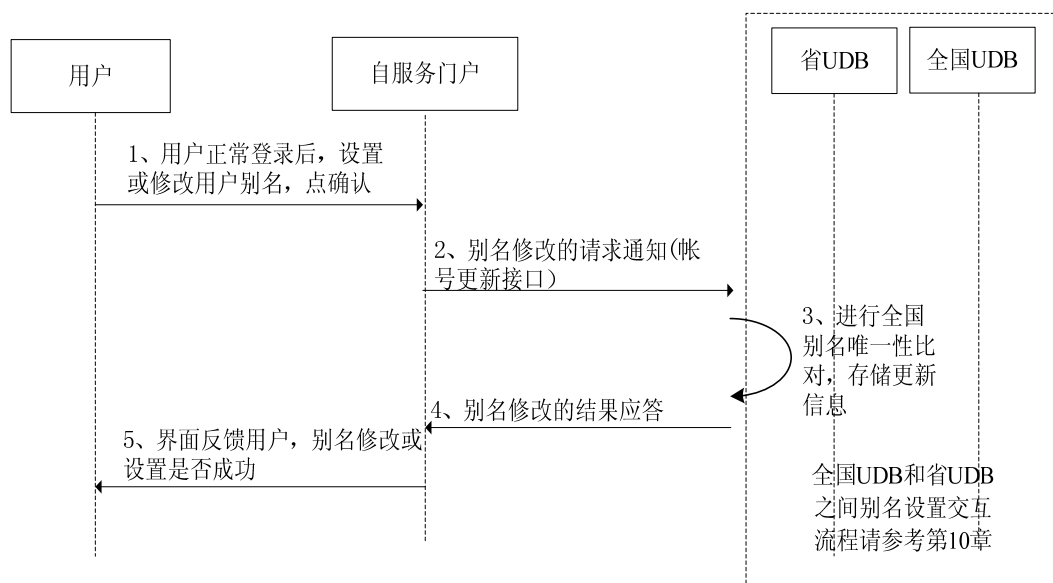 用户
自服务门户
省UDB
全国UDB
1、用户正常登录后，设置
或修改用户别名，点确认
2、别名修改的请求通知(帐
号更新接口）
3、进行全国
别名唯一性比
对，存储更新
信息
4、别名修改的结果应答
5、界面反馈用户，别名修改或
设置是否成功
全国UDB和省UDB
之间别名设置交互
流程请参考第10章